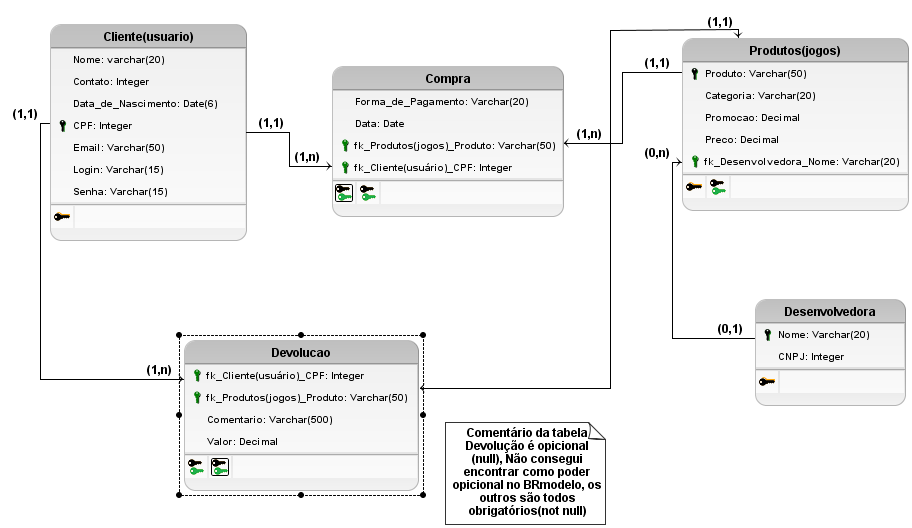 Cliente(usuario)
Nome: varchar(20)
Contato: Integer
Data_de_Nascimento: Date(6)
CPF: Integer
Email: Varchar(50)
Login: Varchar(15)
Senha: Varchar(15)
(1,1)
(1,1)
(1,n)
Compra
Forma_de_Pagamento: Varchar(20)
Data: Date
fk_Produtos(jogos)_Produto: Varchar(50)
fk_Cliente(usuário)_CPF: Integer
(1,n)
(1,1)
(1,1)
Produtos(jogos)
Produto: Varchar(50)
Categoria: Varchar(20)
Promocao: Decimal
Preco: Decimal
fk_Desenvolvedora_Nome: Varchar(20)
(0,n)
(0,1)
Desenvolvedora
Nome: Varchar(20)
CNPJ: Integer
(1,n)
Devolucao
fk_Cliente(usuário)_CPF: Integer
fk_Produtos(jogos)_Produto: Varchar(50)
Comentario: Varchar(500)
Valor: Decimal
Comentário da tabela
Devolução é opicional
(null), Não consegui
encontrar como poder
opicional no BRmodelo, os
outros são todos
obrigatórios(not null)